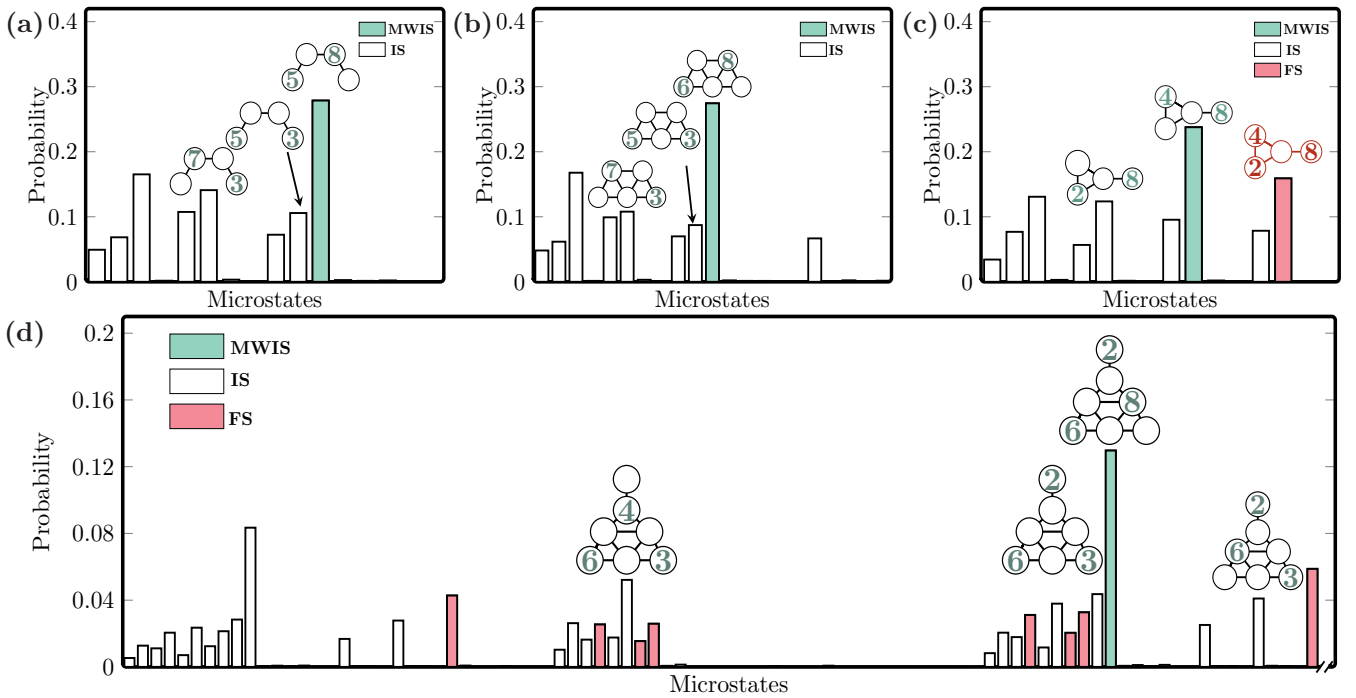 (a)
Probability
0.4
0.3
0.2
0.1
0
MWIS
IS
8
5
5
3
7
3
Microstates
(b)
Probability
0.4
0.3
0.2
0.1
0
MWIS
IS
8
6
5
3
7
3
Microstates
(c)
Probability
0.4
0.3
0.2
0.1
0
MWIS
IS
FS
4
8
2
8
4
2
8
Microstates
(d)
Probability
0.2
0.16
0.12
0.08
0.04
0
MWIS
IS
FS
4
6
3
2
6
3
2
8
6
2
6
3
Microstates